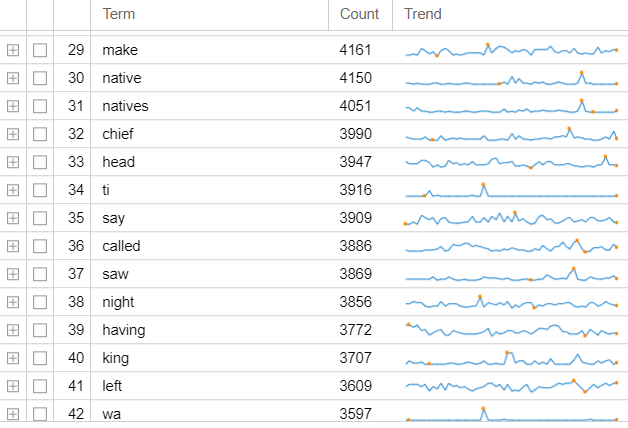 Term Count Trend
29 make 4161
30 native 4150
31 natives 4051
32 chief 3990
33 head 3947
34 ti 3916
35 say 3909
36 called 3886
37 saw 3869
38 night 3856
39 having 3772
40 king 3707
41 left 3609
42 wa 3597